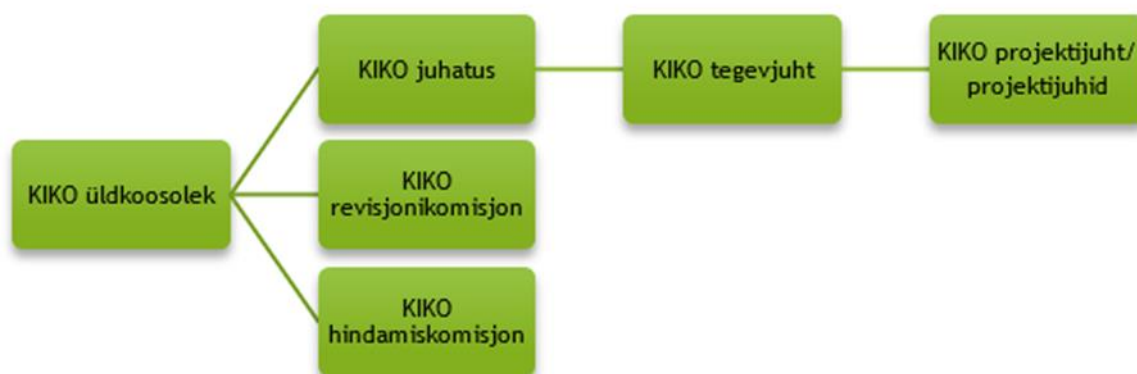 KIKO üldkoosolek
KIKO juhatus
KIKO tegevjuht
KIKO projektijuht/
projektijuhid
KIKO
revisjonikomisjon
KIKO
hindamiskomisjon